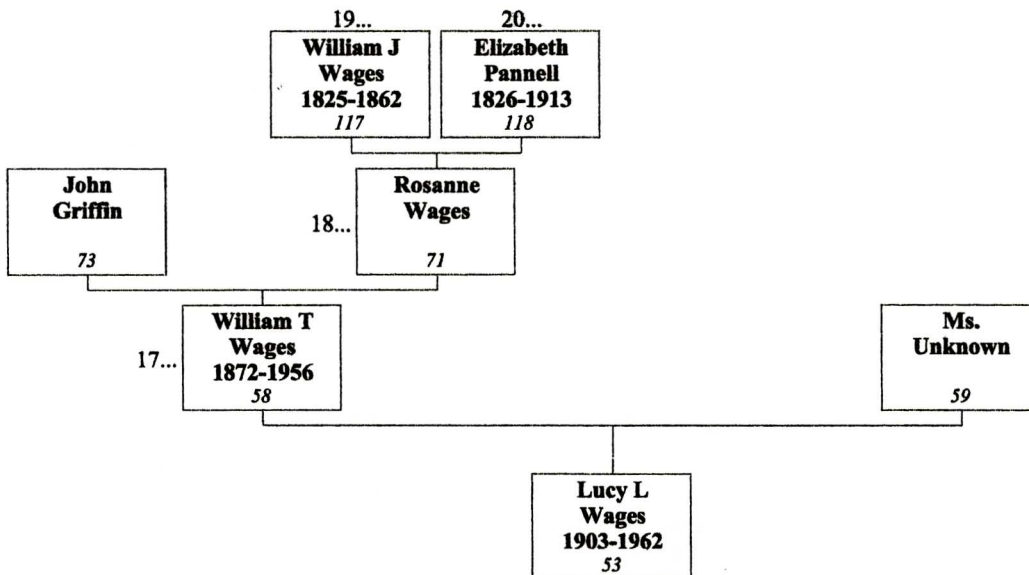 19...
William J
Wages
1825-1862
117
20...
Elizabeth
Pannell
1826-1913
118
John
Griffin
73
18...
Rosanne
Wages
71
17...
William T
Wages
1872-1956
58
Ms.
Unknown
59
Lucy L
Wages
1903-1962
53